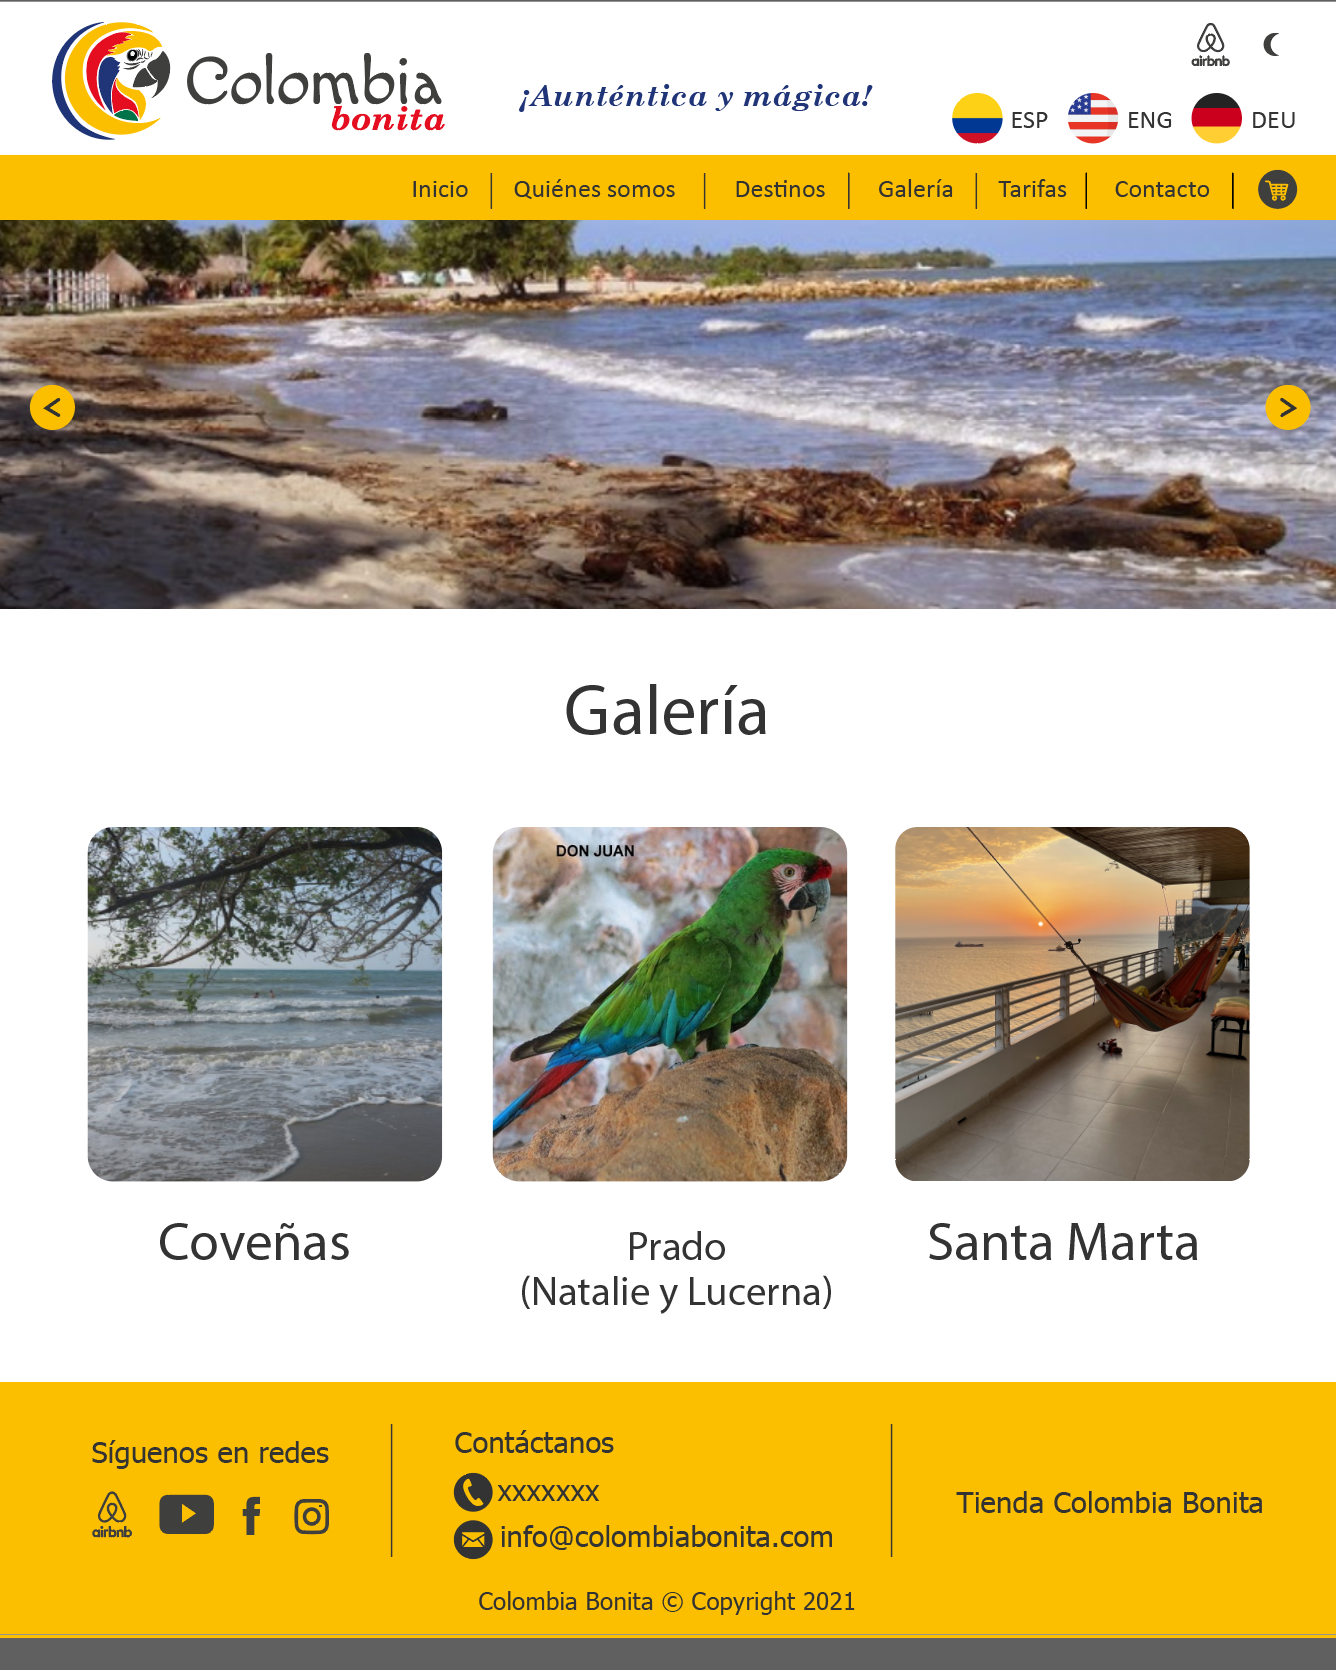 Colombia
bonita
¡Aunténtica y mágica!
airbnb
ESP
ENG
DEU
Inicio
Quiénes somos
Destinos
Galería
Tarifas
Contacto
<
>
Galería
DON JUAN
Coveñas
Prado
(Natalie y Lucerna)
Santa Marta
Síguenos en redes
airbnb
Contáctanos
xxxxxxx
info@colombiabonita.com
Tienda Colombia Bonita
Colombia Bonita © Copyright 2021